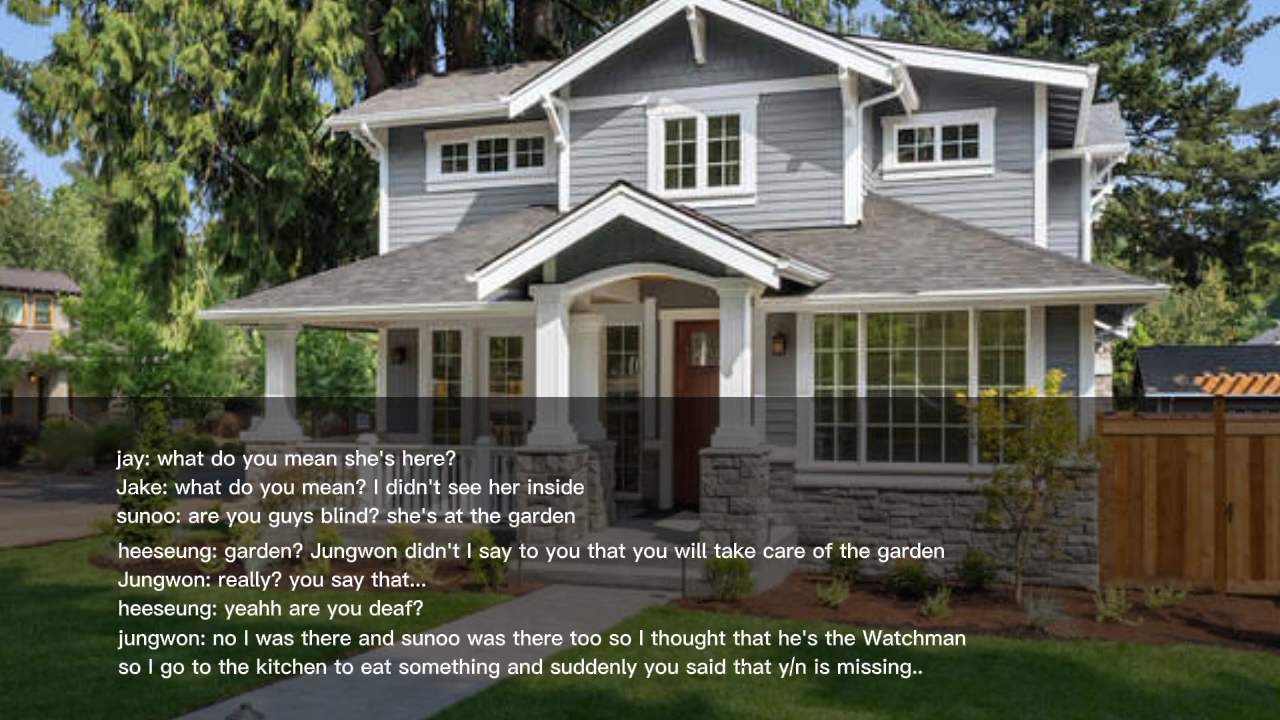 jay: what do you mean she's here?
Jake: what do you mean? I didn't see her inside
sunoo: are you guys blind? she's at the garden
heeseung: garden? Jungwon didn't I say to you that you will take care of the garden
Jungwon: really? you say that...
heeseung: yeahh are you deaf?
jungwon: no I was there and sunoo was there too so I thought that he's the Watchman
so I go to the kitchen to eat something and suddenly you said that y/n is missing..